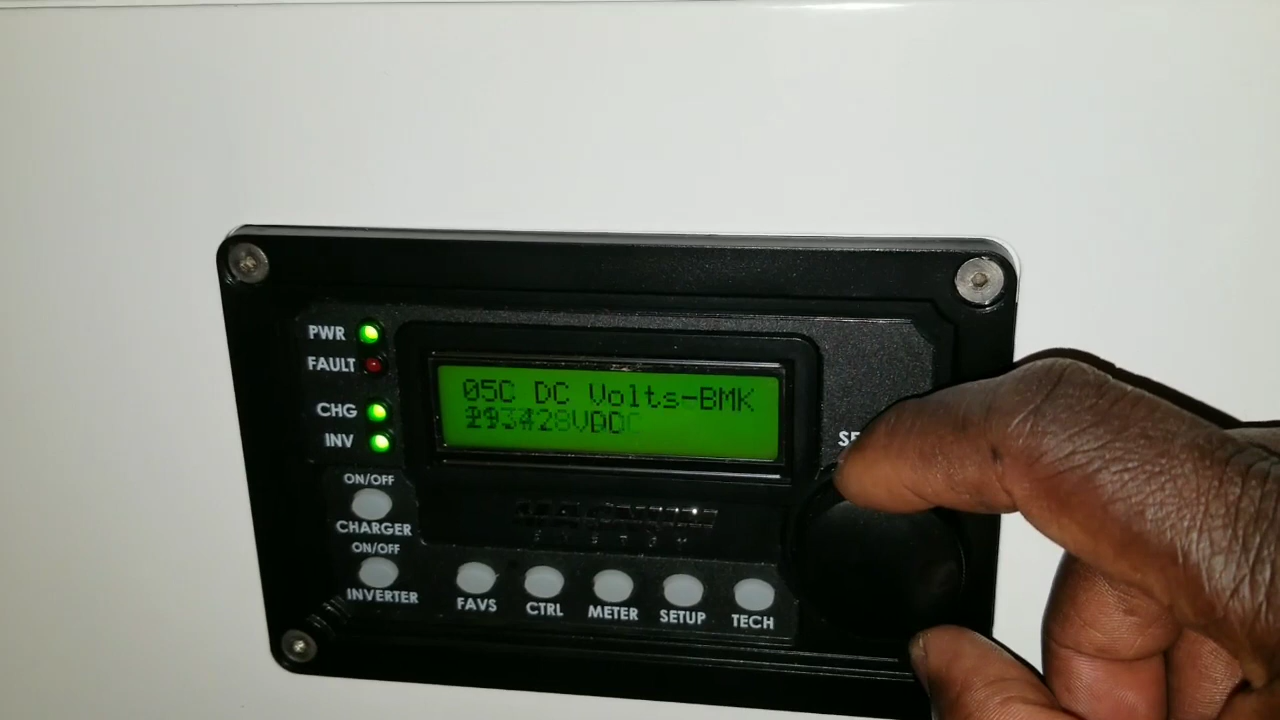 PWR
FAULT
CHG
INV
ON/OFF
CHARGER
ON/OFF
INVERTER
05C DC Volts-BMK
FAVS
CTRL
METER
SETUP
TECH